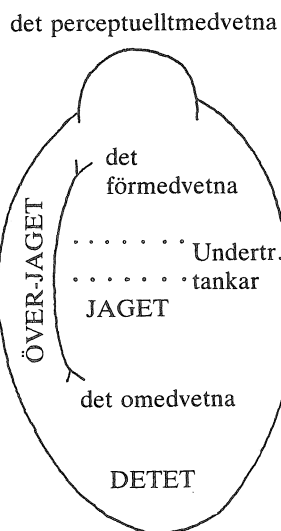 det perceptuelltmedvetna
det
förmedvetna
ÖVER-JAGET
Undertr.
tankar
JAGET
det omedvetna
DETET